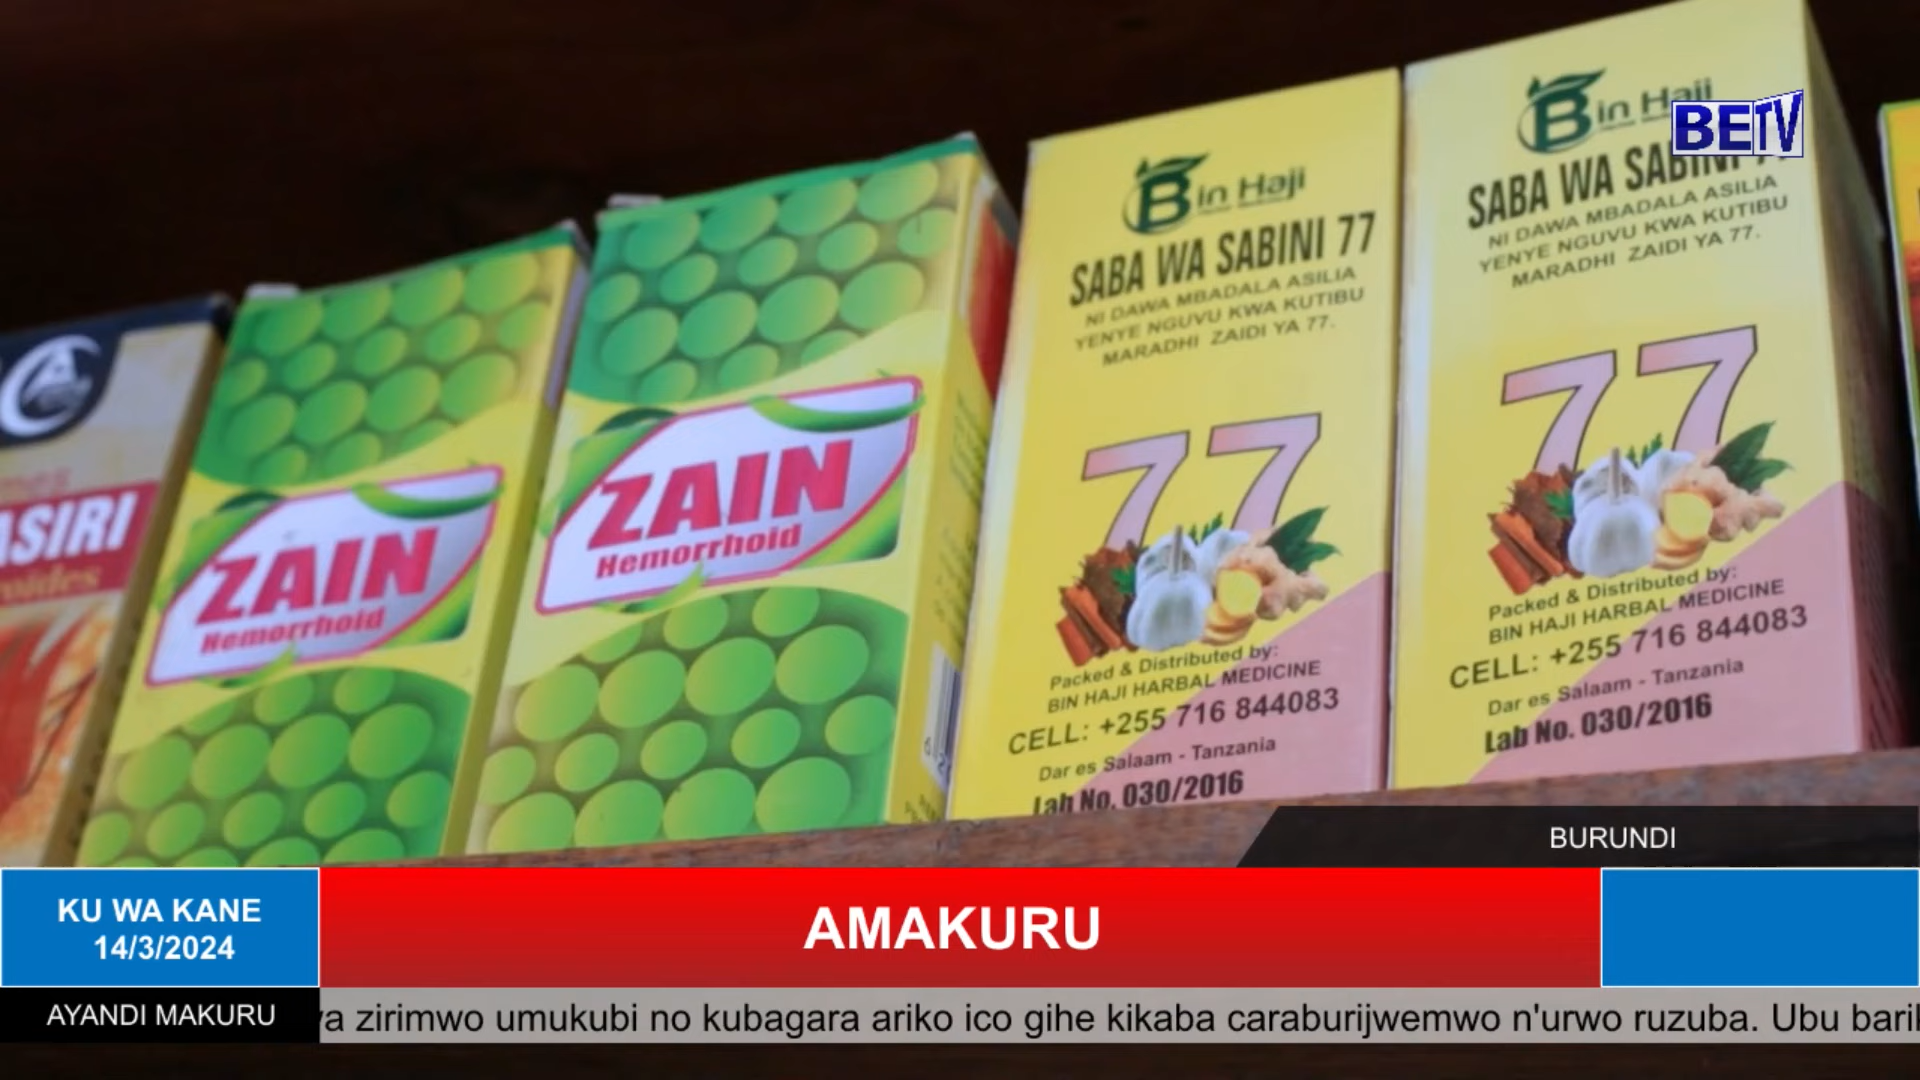 ASIRI
ZAIN
Hemorrhoid
ZAIN
Hemorrhoid
Bin Haji
SABA WA SABINI 77
NI DAWA MBADALA ASILIA
YENYE NGUVU KWA KUTIBU
MARADHI ZAIDI YA 77.
77
Packed & Distributed by:
BIN HAJI HARBAL MEDICINE
CELL: +255 716 844083
Dar es Salaam - Tanzania
Lab No. 030/2016
Bin Haji
SABA WA SABINI 77
NI DAWA MBADALA ASILIA
YENYE NGUVU KWA KUTIBU
MARADHI ZAIDI YA 77.
77
Packed & Distributed by:
BIN HAJI HARBAL MEDICINE
CELL: +255 716 844083
Dar es Salaam - Tanzania
Lab No. 030/2016
BETV
BURUNDI
KU WA KANE
14/3/2024
AMAKURU
AYANDI MAKURU
zirimwo umukubi no kubagara ariko ico gihe kikaba caraburijwemwo n'urwo ruzuba. Ubu